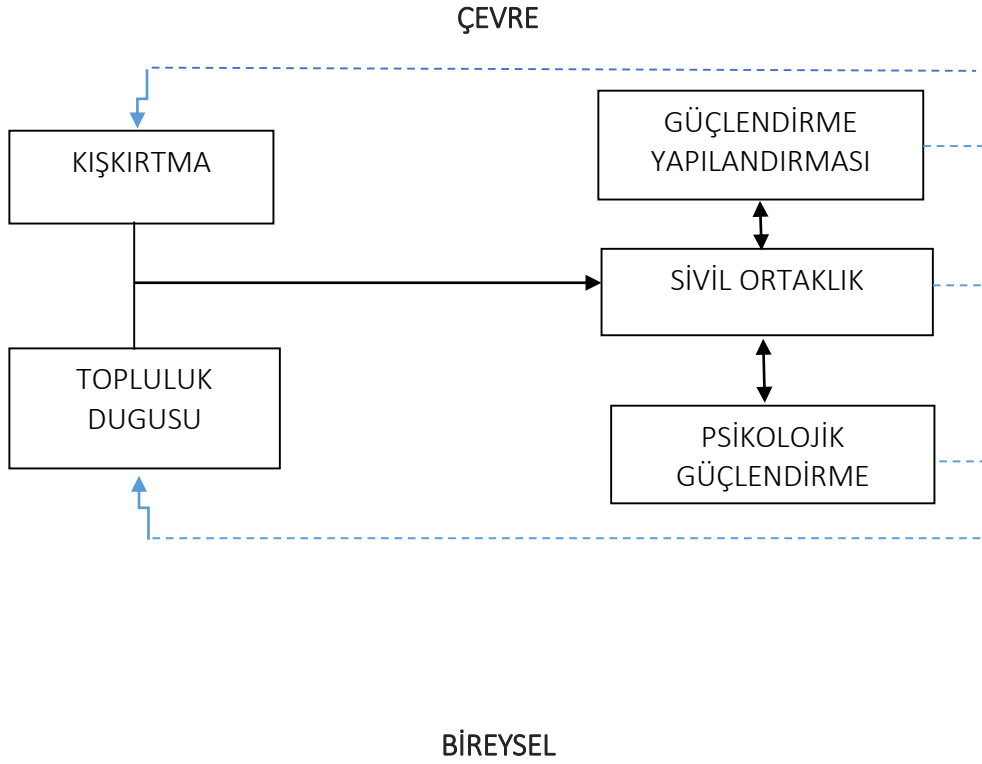 ÇEVRE
KIŞKIRTMA
GÜÇLENDİRME
YAPILANDIRMASI
SİVİL ORTAKLIK
TOPLULUK
DUGUSU
PSİKOLOJİK
GÜÇLENDİRME
BİREYSEL